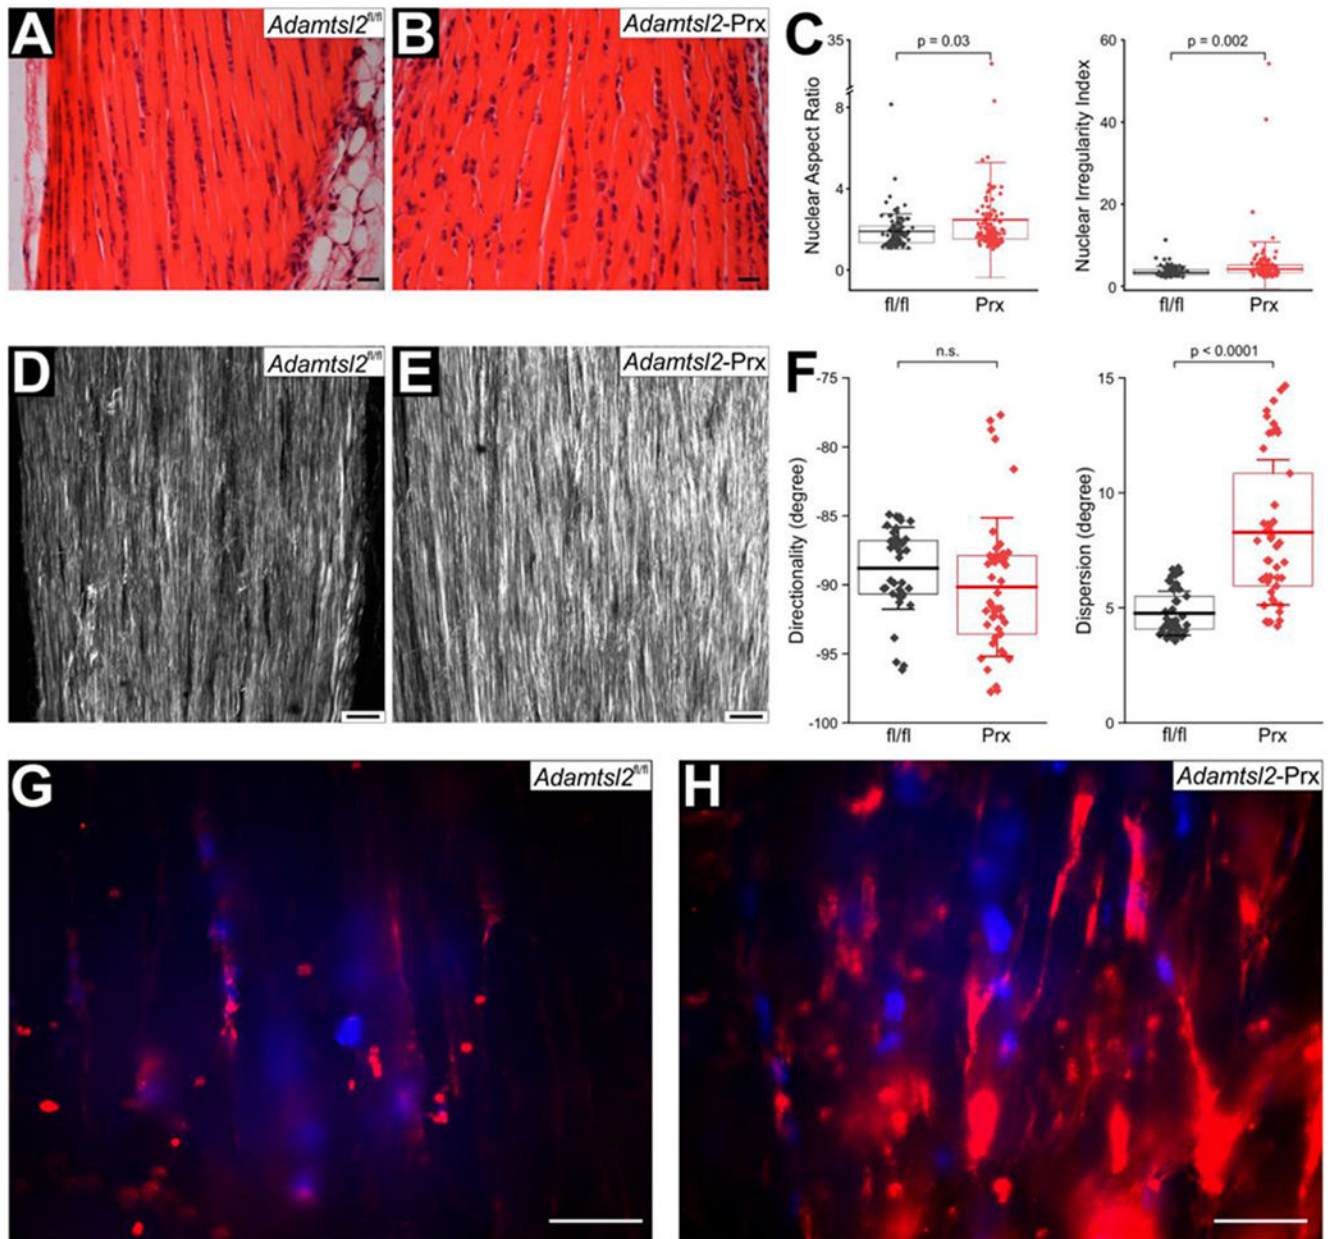 A
Adamtsl2fl/fl
B
Adamtsl2-Prx
C
Nuclear Aspect Ratio
35
8
4
0
p = 0.03
fl/fl
Prx
Nuclear Irregularity Index
60
40
20
0
p = 0.002
fl/fl
Prx
D
Adamtsl2fl/fl
E
Adamtsl2-Prx
F
Directionality (degree)
-75
-80
-85
-90
-95
-100
n.s.
fl/fl
Prx
Dispersion (degree)
15
10
5
0
p < 0.0001
fl/fl
Prx
G
Adamtsl2fl/fl
H
Adamtsl2-Prx